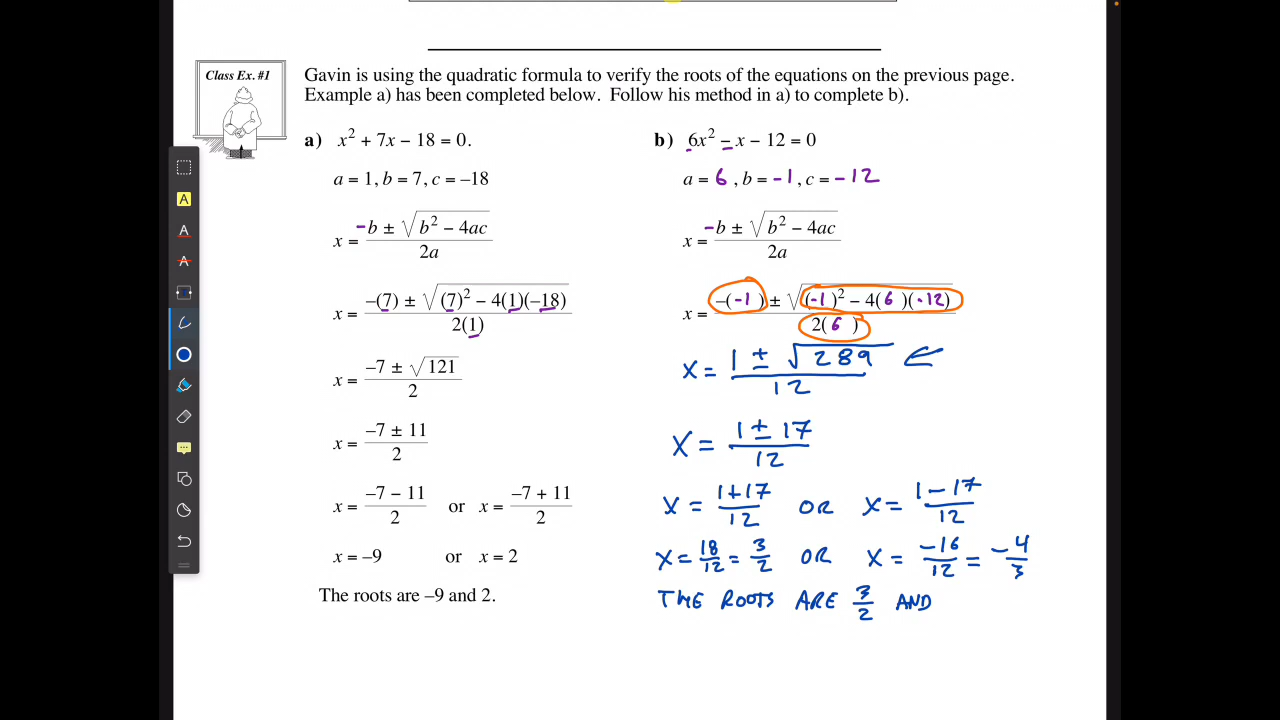 Class Ex. #1
Gavin is using the quadratic formula to verify the roots of the equations on the previous page.
Example a) has been completed below. Follow his method in a) to complete b).
a) x² + 7x − 18 = 0.
a = 1, b = 7, c = –18
x = (-b ± √(b² − 4ac)) / 2a
x = (–(7) ± √((7)² − 4(1)(–18))) / 2(1)
x = (–7 ± √121) / 2
x = (–7 ± 11) / 2
x = (–7 − 11) / 2 or x = (–7 + 11) / 2
x = –9 or x = 2
The roots are –9 and 2.
b) 6x² − x − 12 = 0
a = 6, b = -1, c = -12
x = (-b ± √(b² − 4ac)) / 2a
x = (–(-1) ± √((-1)² − 4(6)(-12))) / 2(6)
x = (1 ± √289) / 12
x = (1 ± 17) / 12
x = (1+17) / 12 OR x = (1-17) / 12
x = 18/12 = 3/2 OR x = -16/12 = -4/3
THE ROOTS ARE 3/2 AND
A
A
A